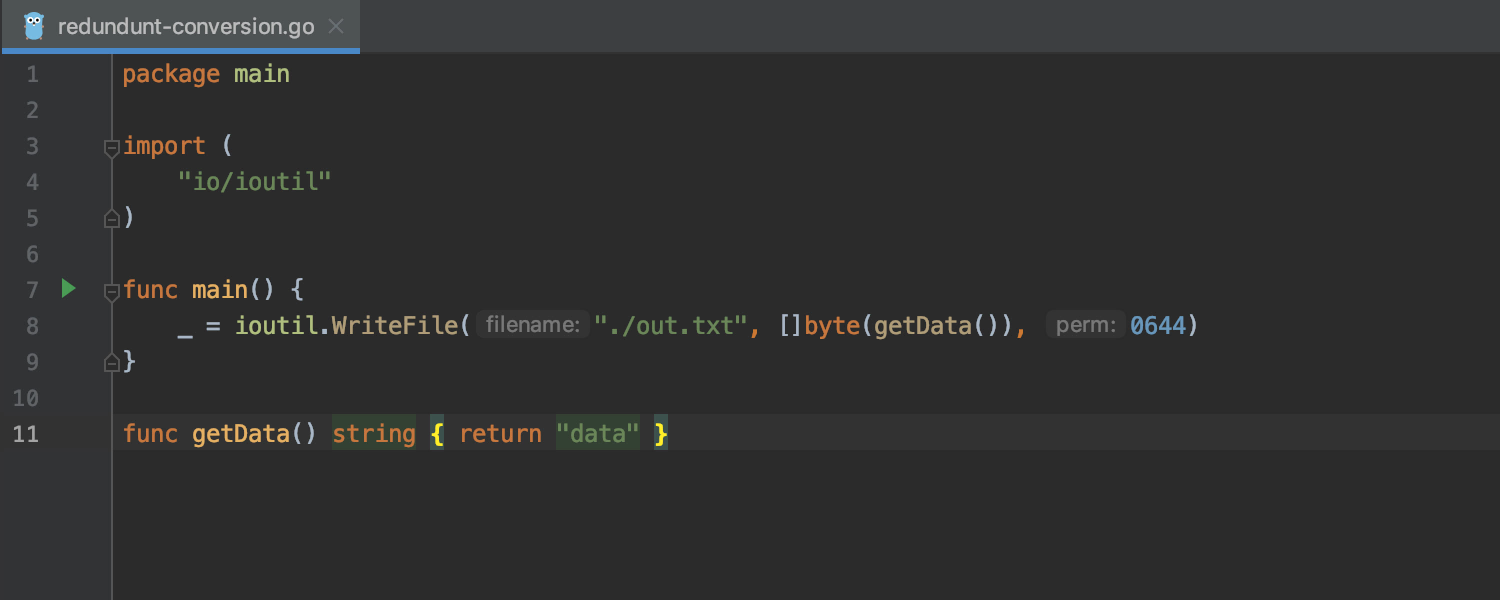 redundunt-conversion.go
1 package main
2
3 import (
4 "io/ioutil"
5 )
6
7 func main() {
8 _ = ioutil.WriteFile( filename: "./out.txt", []byte(getData()), perm: 0644)
9 }
10
11 func getData() string { return "data" }